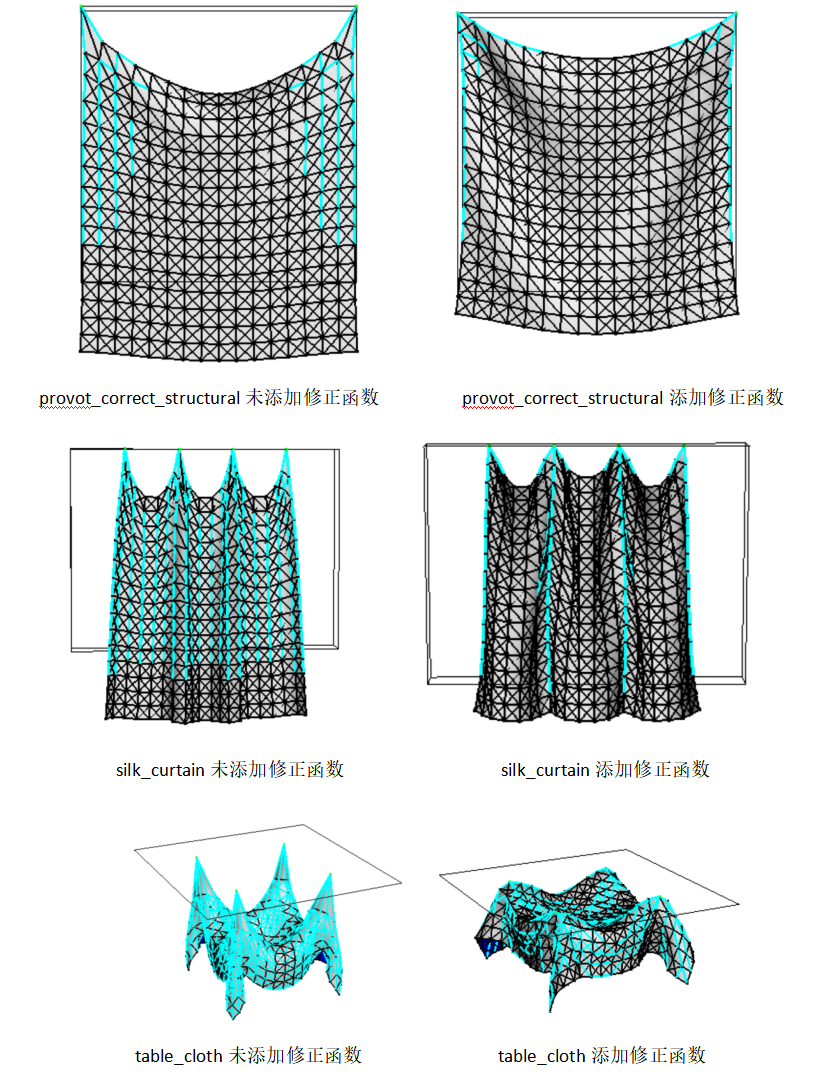 provot_correct_structural 未添加修正函数
provot_correct_structural 添加修正函数
silk_curtain 未添加修正函数
silk_curtain 添加修正函数
table_cloth 未添加修正函数
table_cloth 添加修正函数